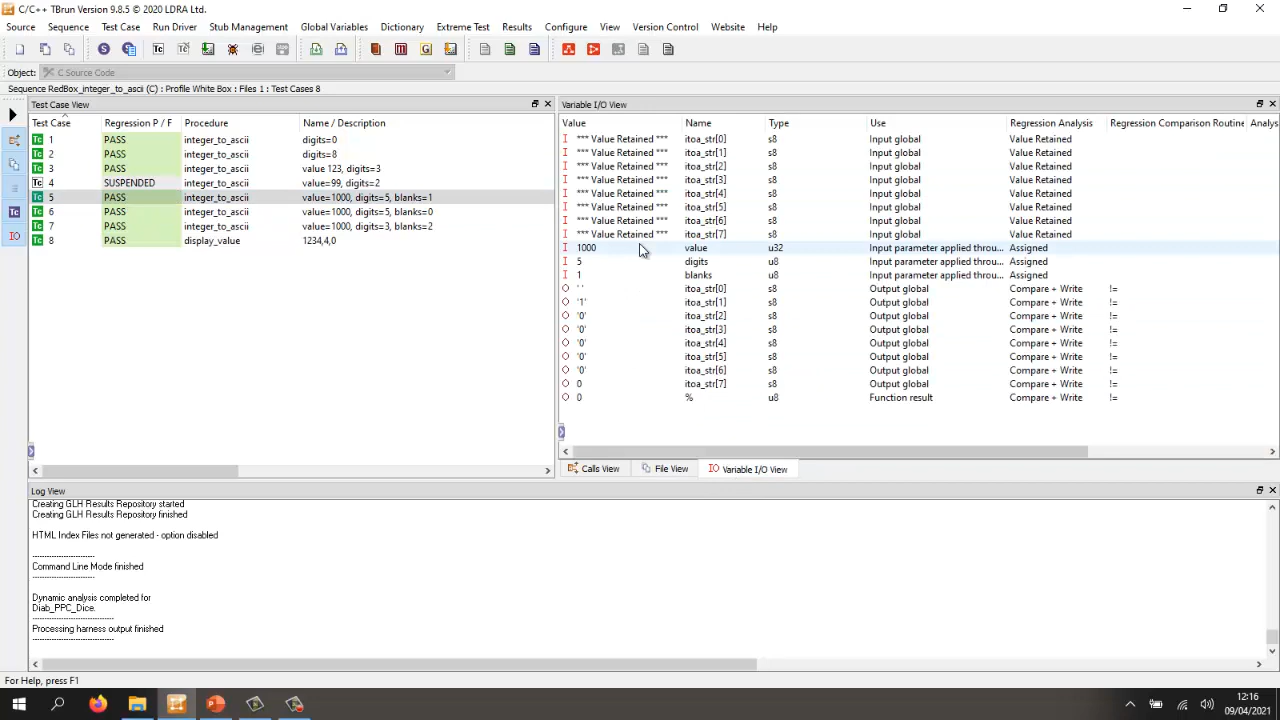 C/C++ TBrun Version 9.8.5 © 2020 LDRA Ltd.
Source Sequence Test Case Run Driver Stub Management Global Variables Dictionary Extreme Test Results Configure View Version Control Website Help
Object: C Source Code
Sequence RedBox_integer_to_ascii (C) : Profile White Box : Files 1 : Test Cases 8
Test Case View
Test Case Regression P / F Procedure Name / Description
Tc 1 PASS integer_to_ascii digits=0
Tc 2 PASS integer_to_ascii digits=8
Tc 3 PASS integer_to_ascii value 123, digits=3
Tc 4 SUSPENDED integer_to_ascii value=99, digits=2
Tc 5 PASS integer_to_ascii value=1000, digits=5, blanks=1
Tc 6 PASS integer_to_ascii value=1000, digits=5, blanks=0
Tc 7 PASS integer_to_ascii value=1000, digits=3, blanks=2
Tc 8 PASS display_value 1234,4,0
Variable I/O View
Value Name Type Use Regression Analysis Regression Comparison Routine Analys
I *** Value Retained *** itoa_str[0] s8 Input global Value Retained
I *** Value Retained *** itoa_str[1] s8 Input global Value Retained
I *** Value Retained *** itoa_str[2] s8 Input global Value Retained
I *** Value Retained *** itoa_str[3] s8 Input global Value Retained
I *** Value Retained *** itoa_str[4] s8 Input global Value Retained
I *** Value Retained *** itoa_str[5] s8 Input global Value Retained
I *** Value Retained *** itoa_str[6] s8 Input global Value Retained
I *** Value Retained *** itoa_str[7] s8 Input global Value Retained
I 1000 value u32 Input parameter applied throu... Assigned
I 5 digits u8 Input parameter applied throu... Assigned
I 1 blanks u8 Input parameter applied throu... Assigned
O ' ' itoa_str[0] s8 Output global Compare + Write !=
O '1' itoa_str[1] s8 Output global Compare + Write !=
O '0' itoa_str[2] s8 Output global Compare + Write !=
O '0' itoa_str[3] s8 Output global Compare + Write !=
O '0' itoa_str[4] s8 Output global Compare + Write !=
O '0' itoa_str[5] s8 Output global Compare + Write !=
O '0' itoa_str[6] s8 Output global Compare + Write !=
O 0 itoa_str[7] s8 Output global Compare + Write !=
O 0 % u8 Function result Compare + Write !=
Calls View File View IO Variable I/O View
Log View
Creating GLH Results Repository started
Creating GLH Results Repository finished
HTML Index Files not generated - option disabled
------------------------
Command Line Mode finished
------------------------
Dynamic analysis completed for
Diab_PPC_Dice.
-------------------------------
Processing harness output finished
-------------------------------
For Help, press F1
12:16
09/04/2021